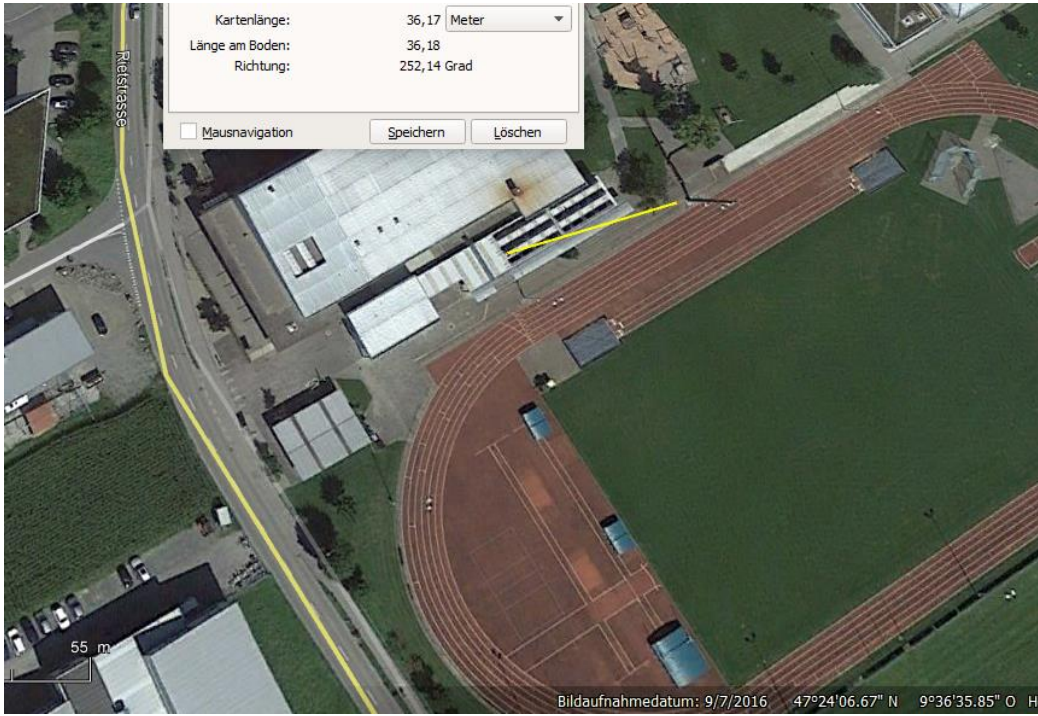 Kartenlänge: 36,17 Meter
Länge am Boden: 36,18
Richtung: 252,14 Grad
Mausnavigation Speichern Löschen
Rietstrasse
55 m
Bildaufnahmedatum: 9/7/2016 47°24'06.67" N 9°36'35.85" O H